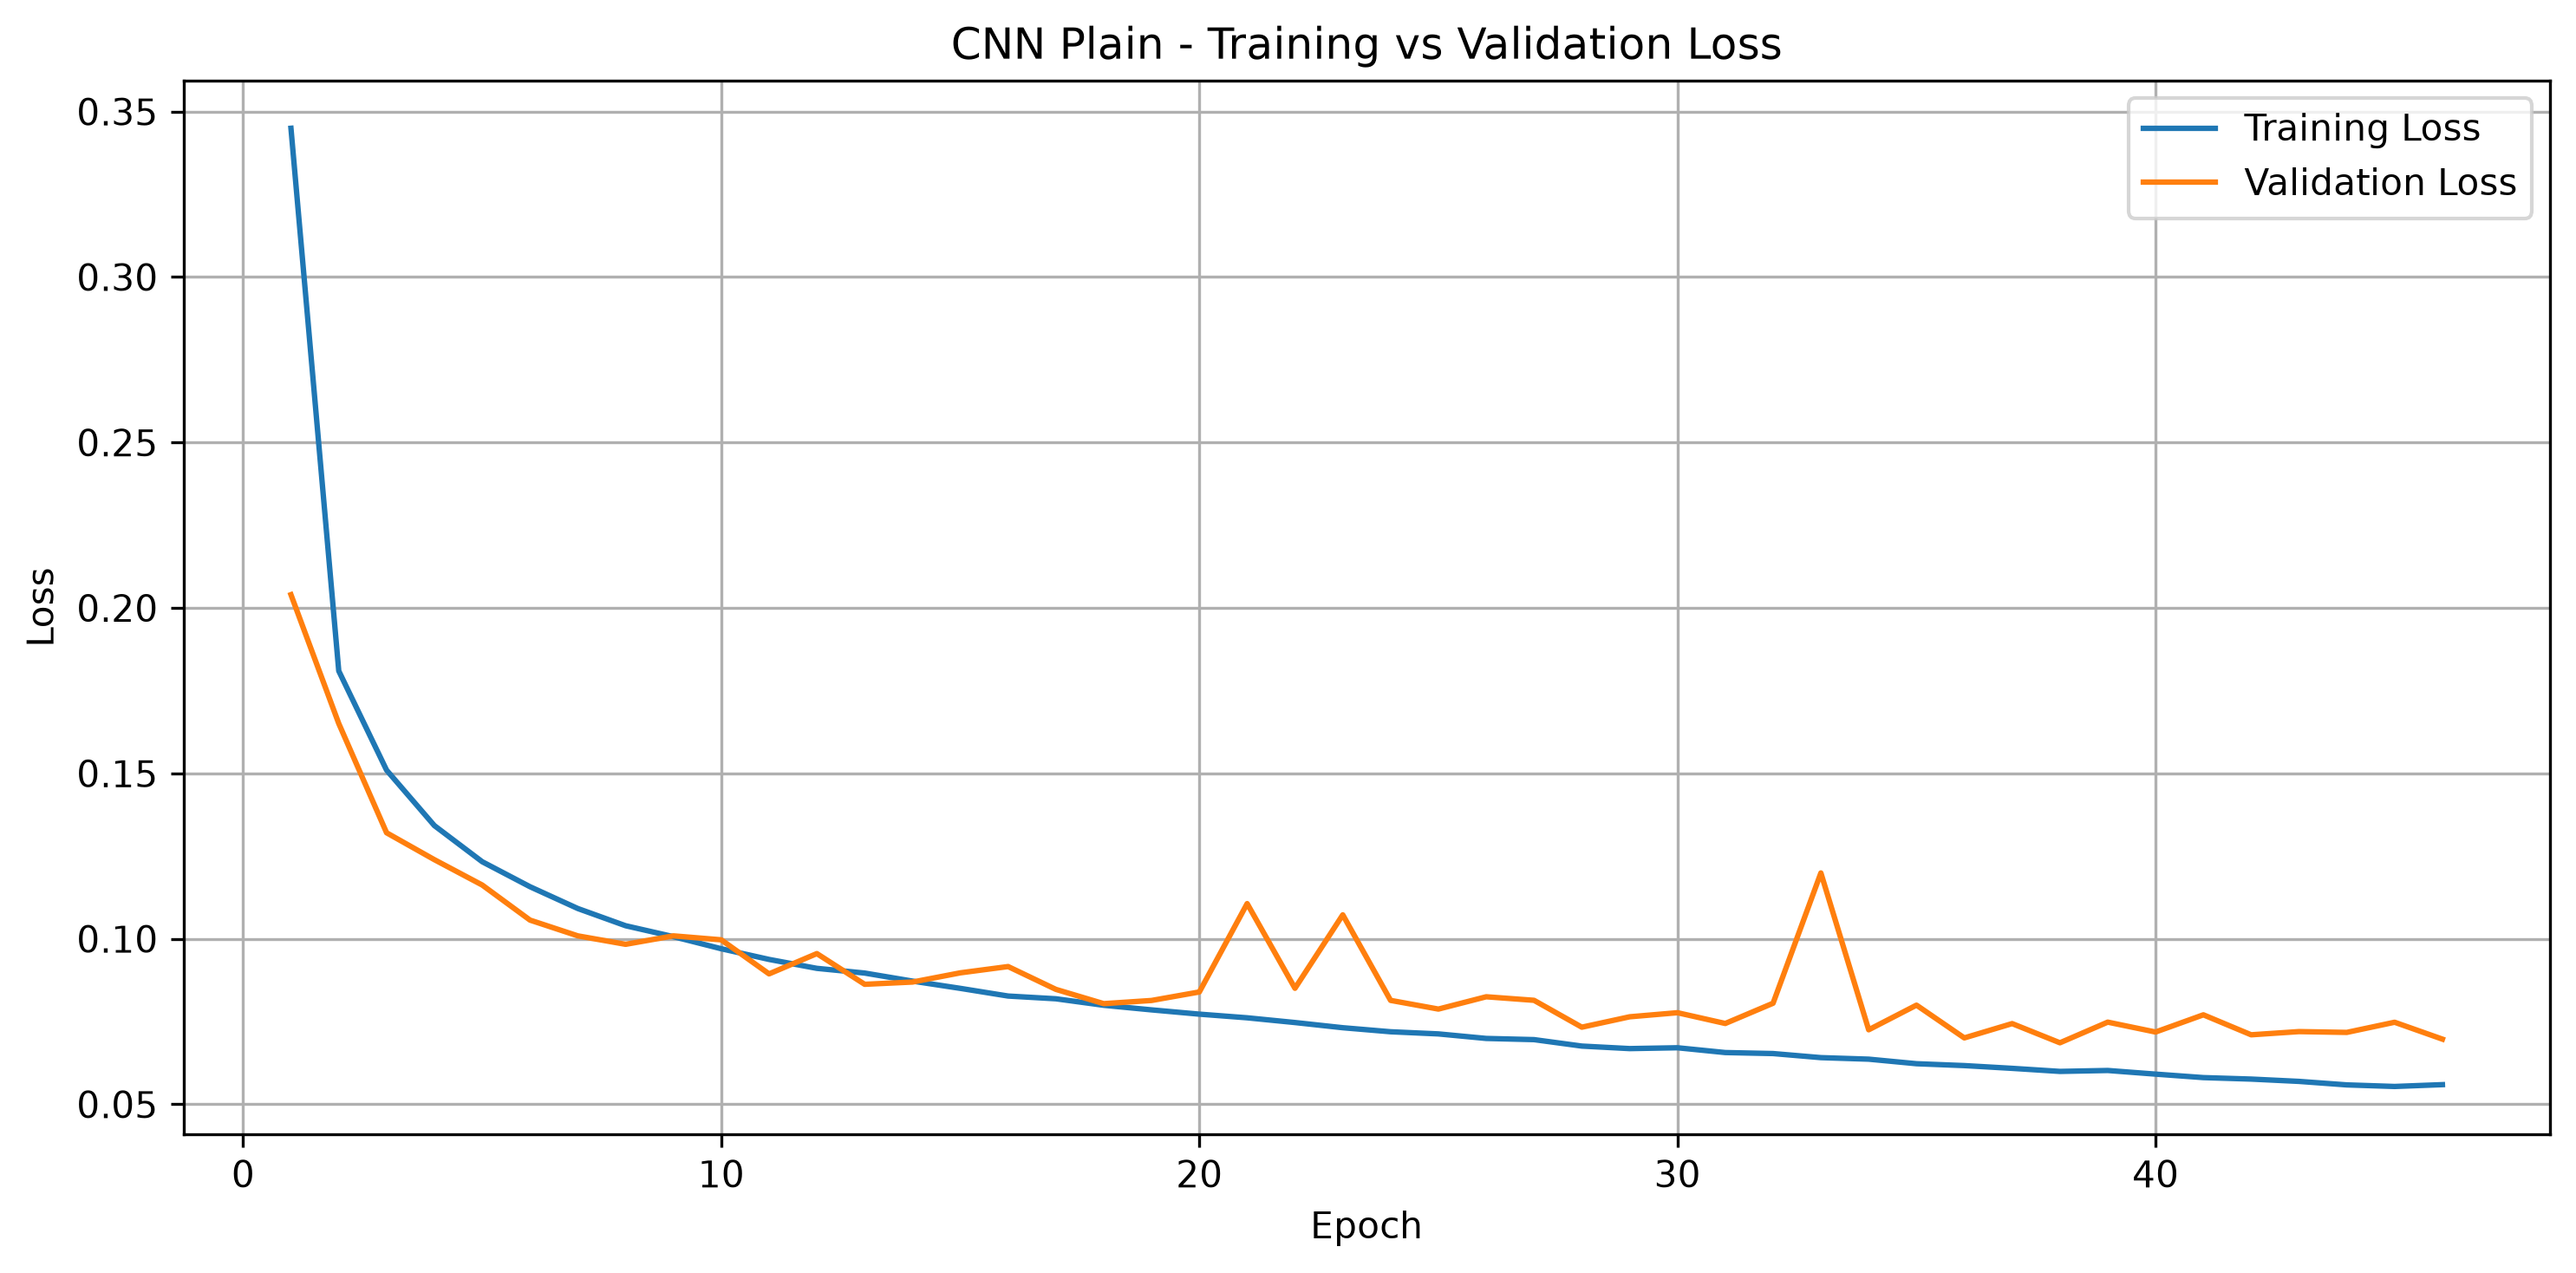 CNN Plain - Training vs Validation Loss
Training Loss
Validation Loss
0.35
0.30
0.25
0.20
0.15
0.10
0.05
Loss
0 10 20 30 40
Epoch